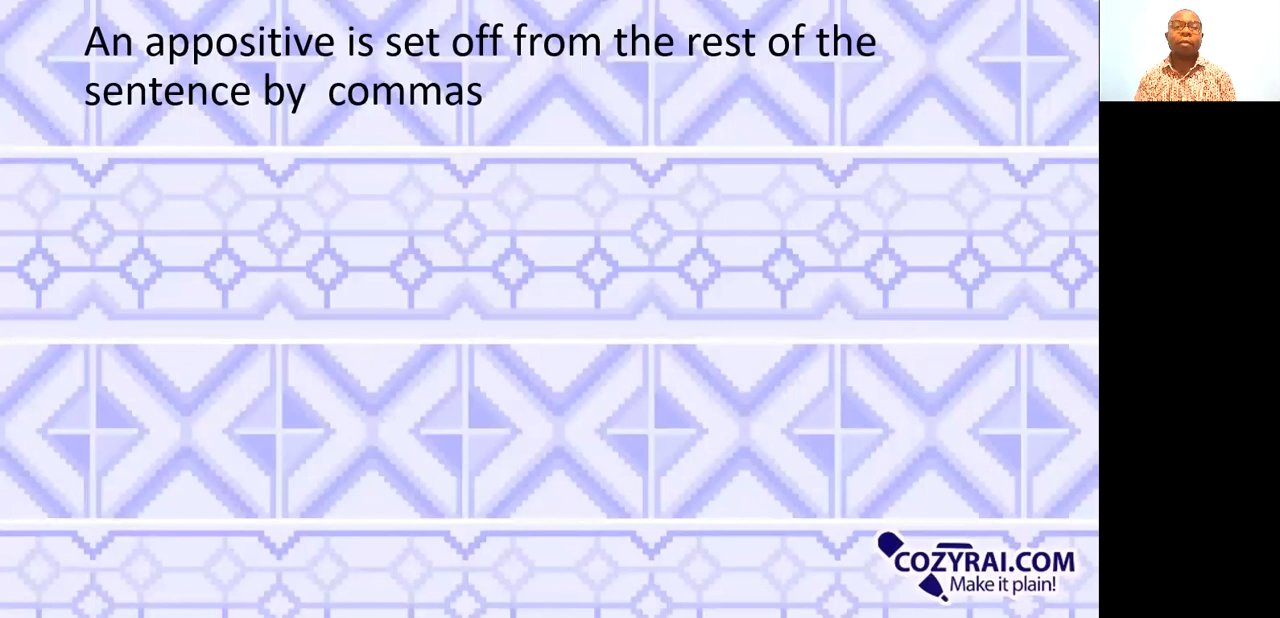 An appositive is set off from the rest of the
sentence by  commas
COZYRAI.COM
Make it plain!